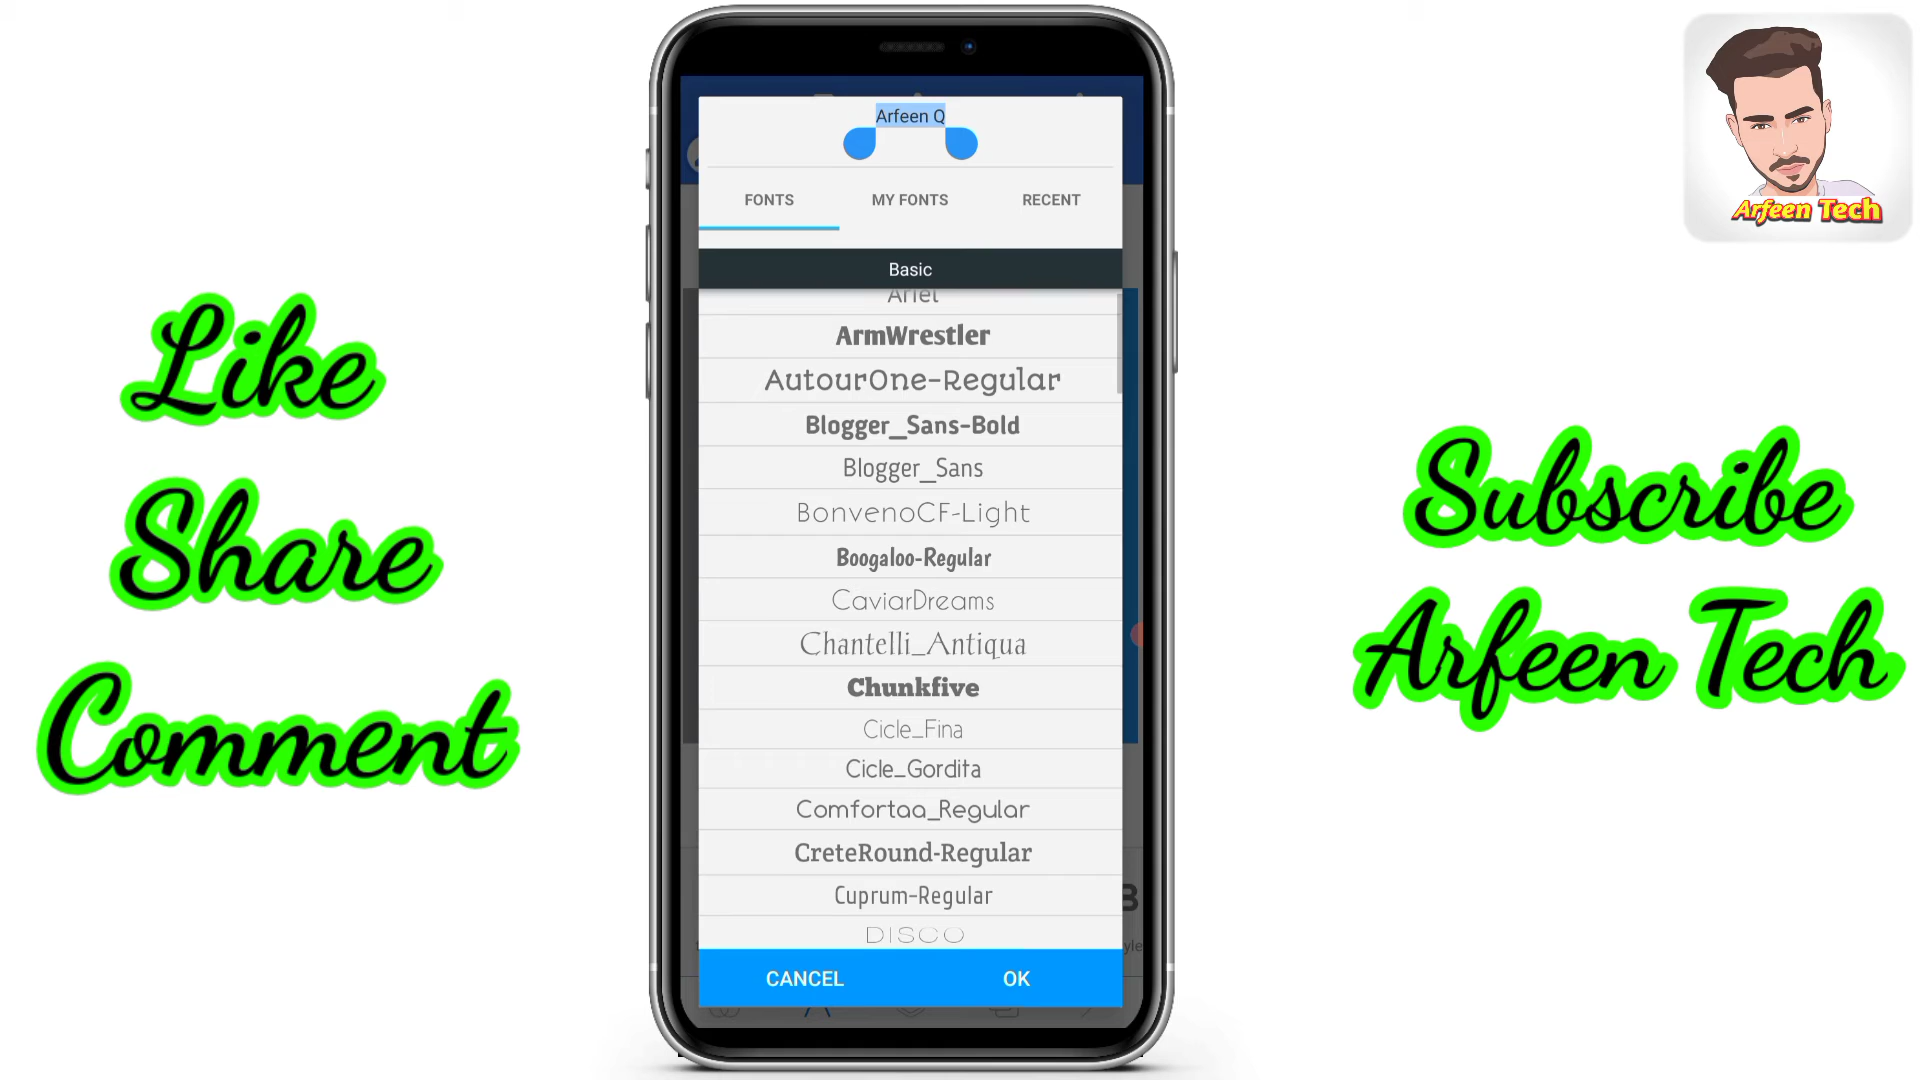 Arfeen Q
FONTS
MY FONTS
RECENT
Basic
Ariel
ArmWrestler
AutourOne-Regular
Blogger_Sans-Bold
Blogger_Sans
BonvenoCF-Light
Boogaloo-Regular
CaviarDreams
Chantelli_Antiqua
Chunkfive
Cicle_Fina
Cicle_Gordita
Comfortaa_Regular
CreteRound-Regular
Cuprum-Regular
DISCO
CANCEL
OK
Like
Share
Comment
Arfeen Tech
Subscribe
Arfeen Tech